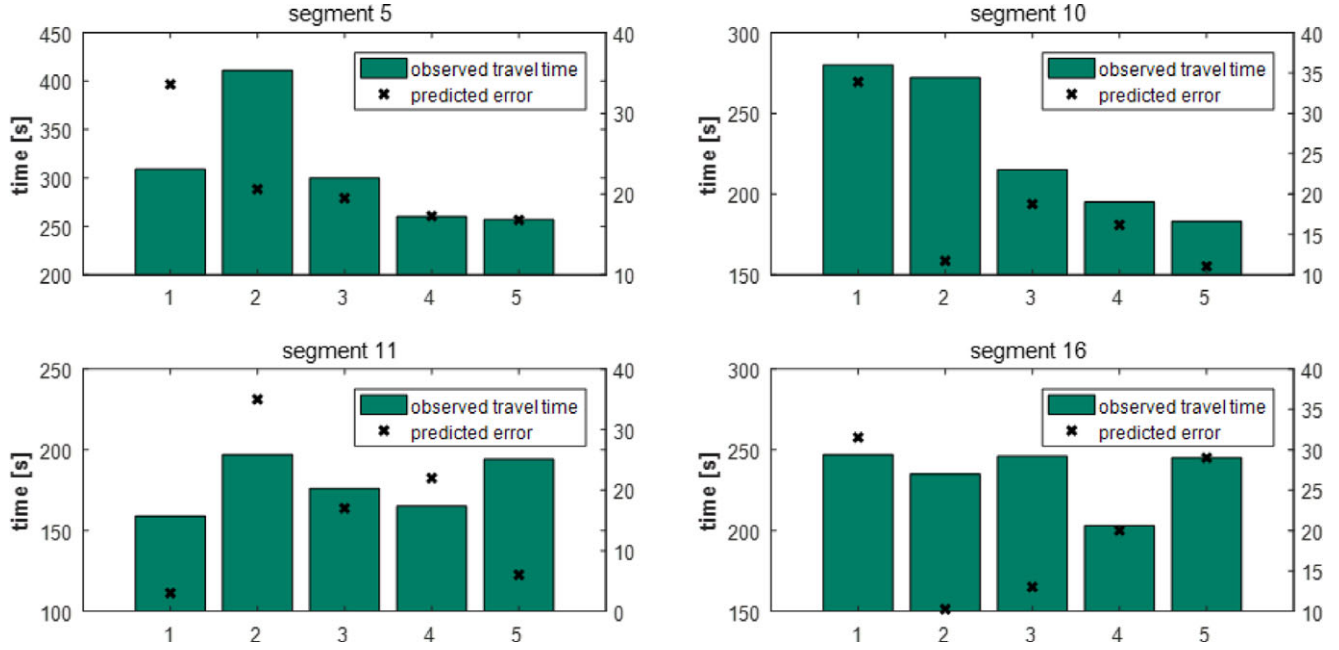 segment 5
450
400
350
300
250
200
time [s]
40
30
20
10
1 2 3 4 5
observed travel time
predicted error
segment 10
300
250
200
150
time [s]
40
35
30
25
20
15
10
1 2 3 4 5
observed travel time
predicted error
segment 11
250
200
150
100
time [s]
40
30
20
10
0
1 2 3 4 5
observed travel time
predicted error
segment 16
300
250
200
150
time [s]
40
35
30
25
20
15
10
1 2 3 4 5
observed travel time
predicted error